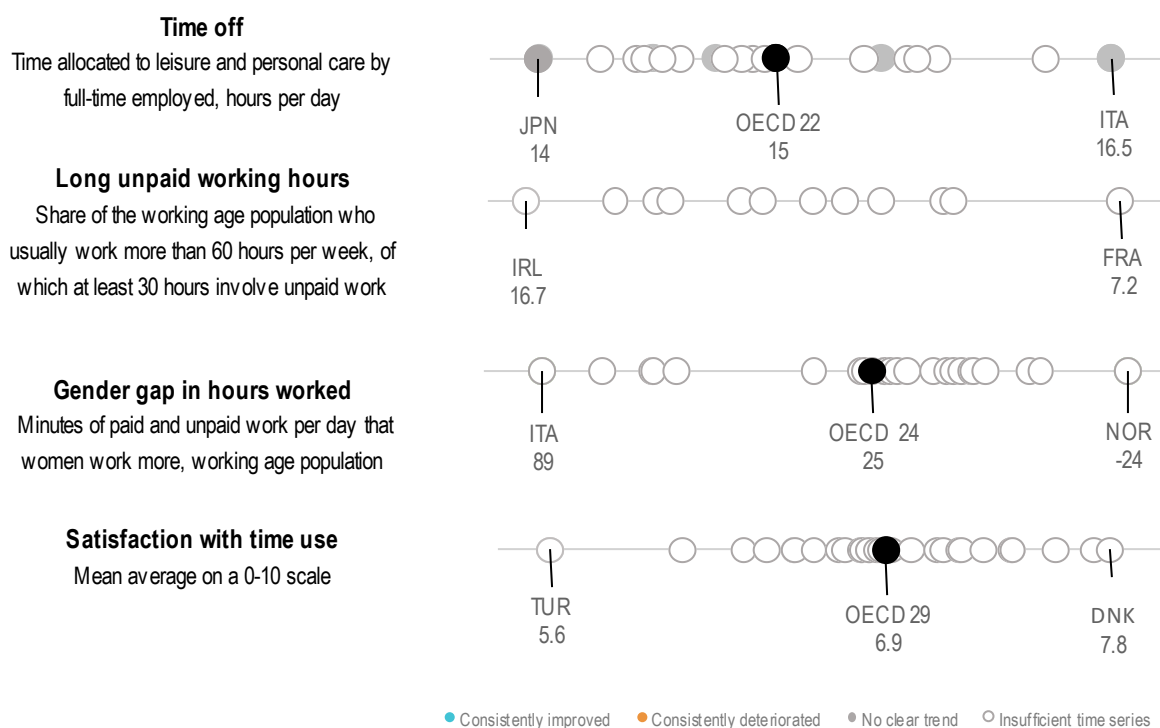 Time off
Time allocated to leisure and personal care by
full-time employed, hours per day
JPN
14
OECD 22
15
ITA
16.5
Long unpaid working hours
Share of the working age population who
usually work more than 60 hours per week, of
which at least 30 hours involve unpaid work
IRL
16.7
FRA
7.2
Gender gap in hours worked
Minutes of paid and unpaid work per day that
women work more, working age population
ITA
89
OECD 24
25
NOR
-24
Satisfaction with time use
Mean average on a 0-10 scale
TUR
5.6
OECD 29
6.9
DNK
7.8
Consistently improved
Consistently deteriorated
No clear trend
Insufficient time series